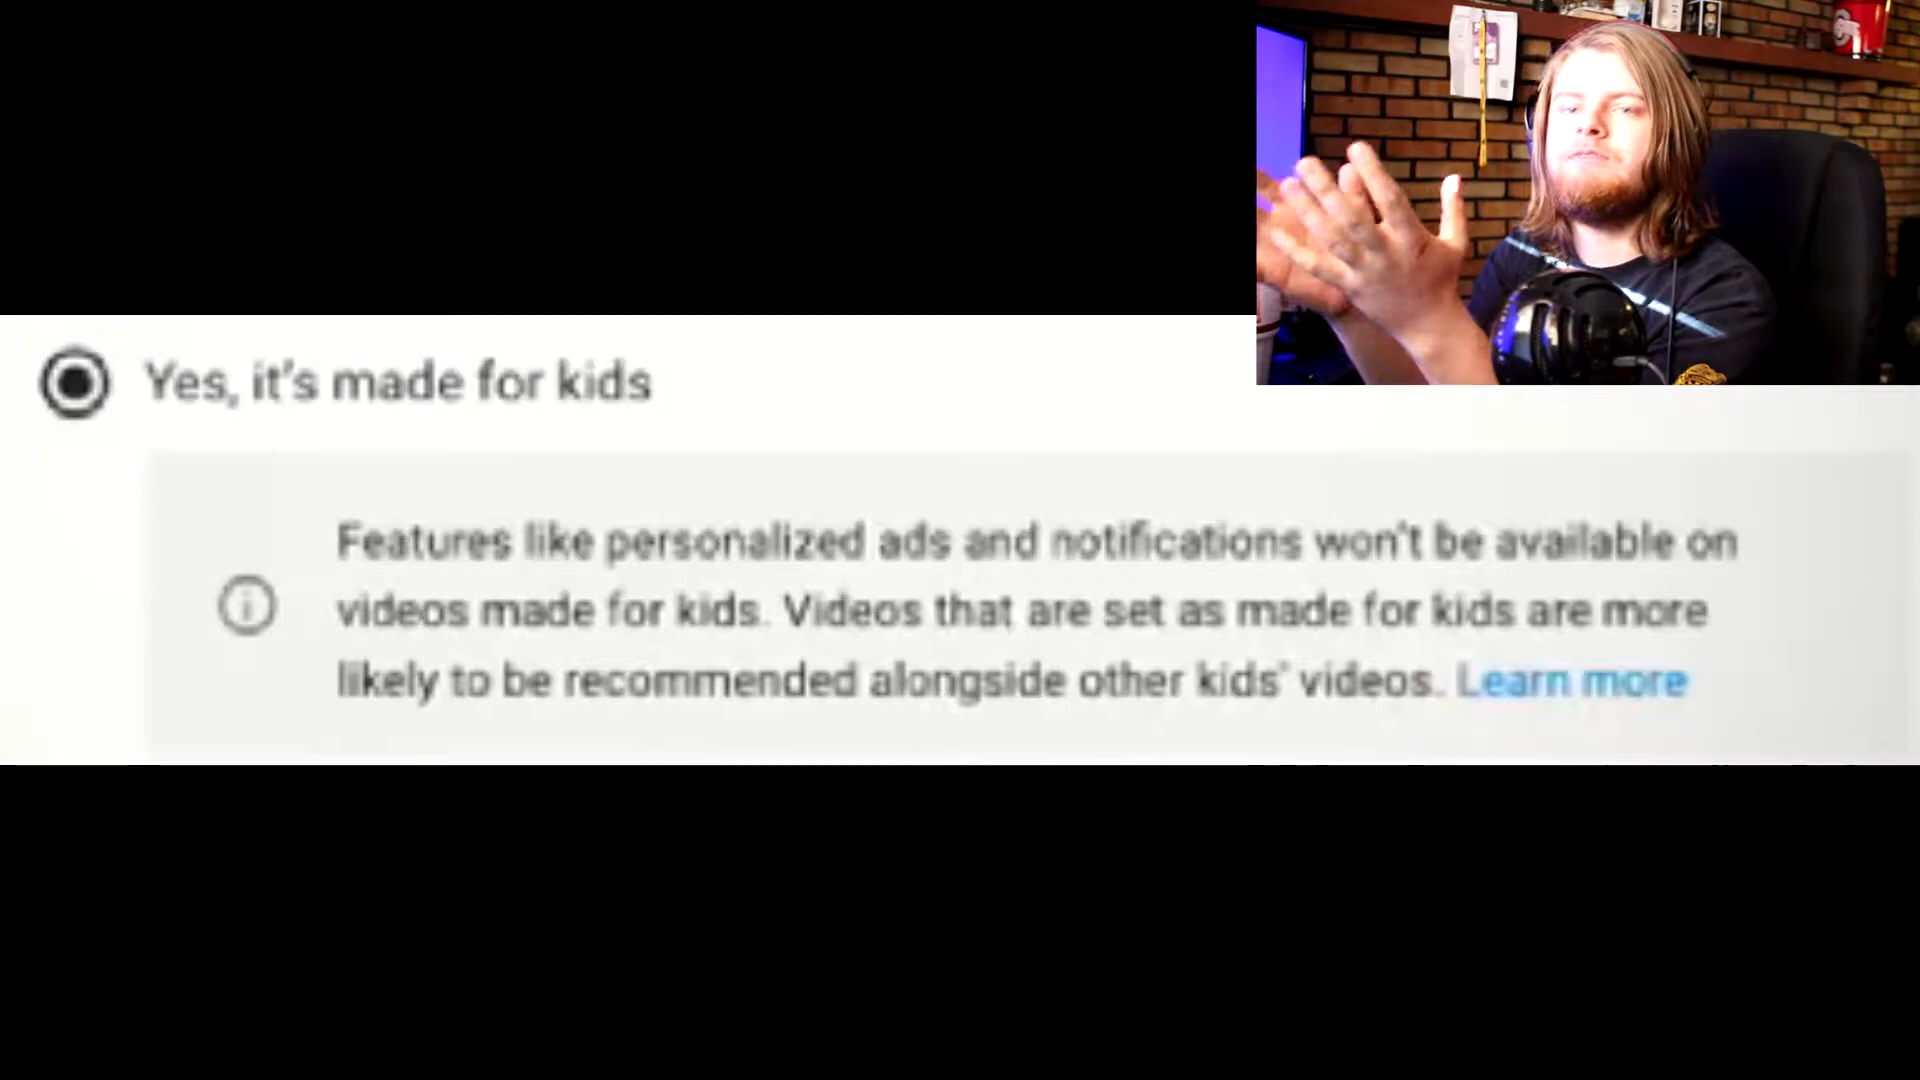 Yes, it's made for kids
Features like personalized ads and notifications won't be available on
videos made for kids. Videos that are set as made for kids are more
likely to be recommended alongside other kids' videos. Learn more